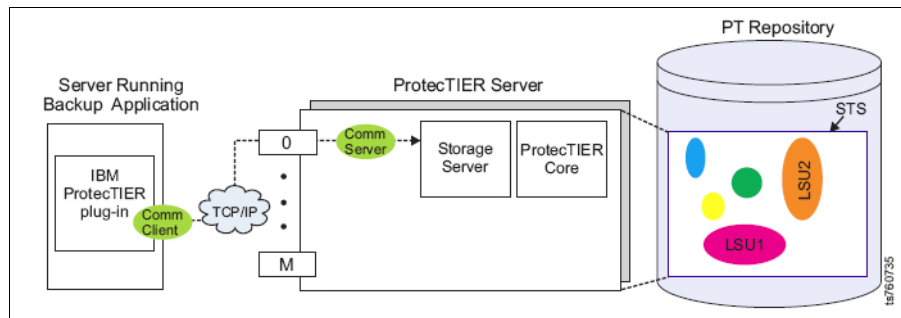 Server Running
Backup Application
IBM
ProtecTIER
plug-in
Comm
Client
TCP/IP
ProtecTIER Server
0
M
Comm
Server
Storage
Server
ProtecTIER
Core
PT Repository
STS
LSU2
LSU1
ts760735